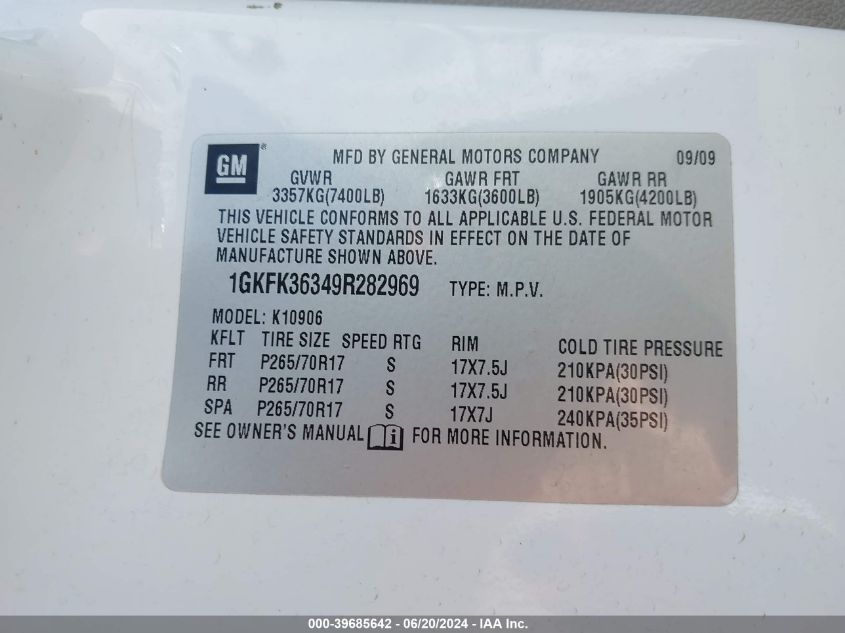 GM ® MFD BY GENERAL MOTORS COMPANY 09/09
GVWR GAWR FRT GAWR RR
3357KG(7400LB) 1633KG(3600LB) 1905KG(4200LB)
THIS VEHICLE CONFORMS TO ALL APPLICABLE U.S. FEDERAL MOTOR
VEHICLE SAFETY STANDARDS IN EFFECT ON THE DATE OF
MANUFACTURE SHOWN ABOVE.
1GKFK36349R282969 TYPE: M.P.V.
MODEL: K10906
KFLT TIRE SIZE SPEED RTG RIM COLD TIRE PRESSURE
FRT P265/70R17 S 17X7.5J 210KPA(30PSI)
RR P265/70R17 S 17X7.5J 210KPA(30PSI)
SPA P265/70R17 S 17X7J 240KPA(35PSI)
SEE OWNER'S MANUAL i FOR MORE INFORMATION.
000-39685642 - 06/20/2024 - IAA Inc.